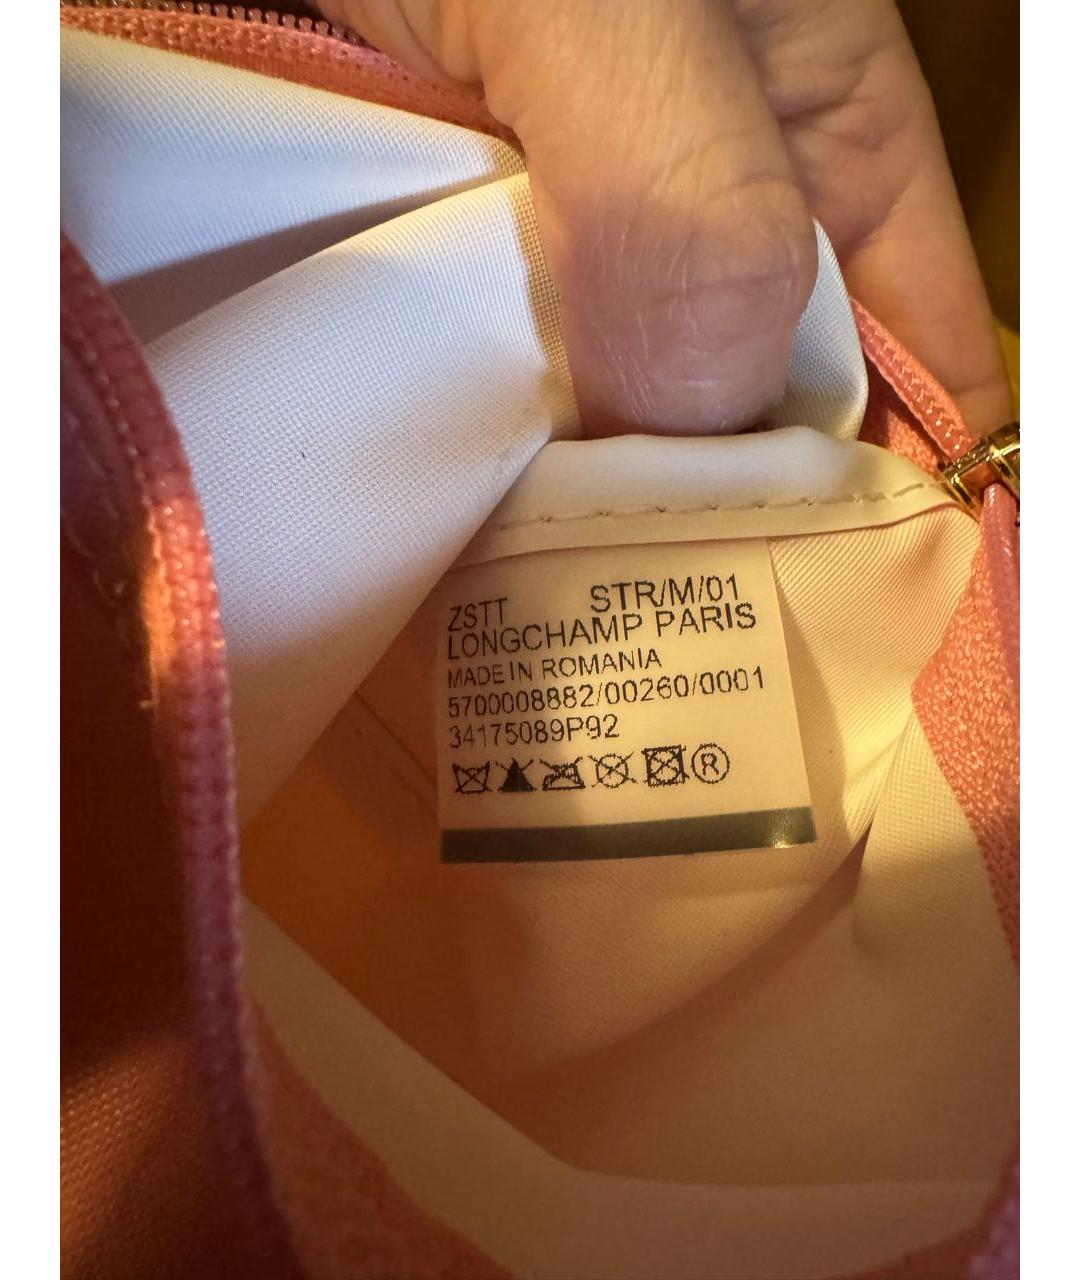 ZSTT STR/M/01
LONGCHAMP PARIS
MADE IN ROMANIA
5700008882/00260/0001
34175089P92
®